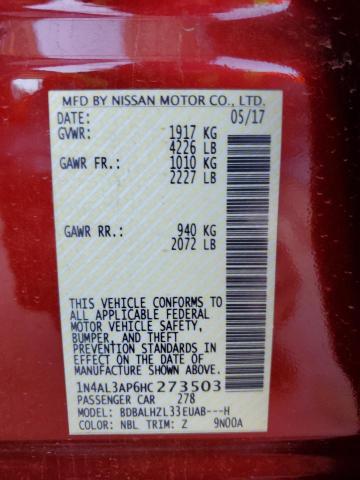 MFD BY NISSAN MOTOR CO., LTD.
DATE: 05/17
GVWR: 1917 KG
4226 LB
GAWR FR.: 1010 KG
2227 LB
GAWR RR.: 940 KG
2072 LB
THIS VEHICLE CONFORMS TO
ALL APPLICABLE FEDERAL
MOTOR VEHICLE SAFETY,
BUMPER, AND THEFT
PREVENTION STANDARDS IN
EFFECT ON THE DATE OF
MANUFACTURE SHOWN ABOVE.
1N4AL3AP6HC 273503
PASSENGER CAR 278
MODEL: BDBALHZL33EUAB---H
COLOR: NBL TRIM: Z 9N00A